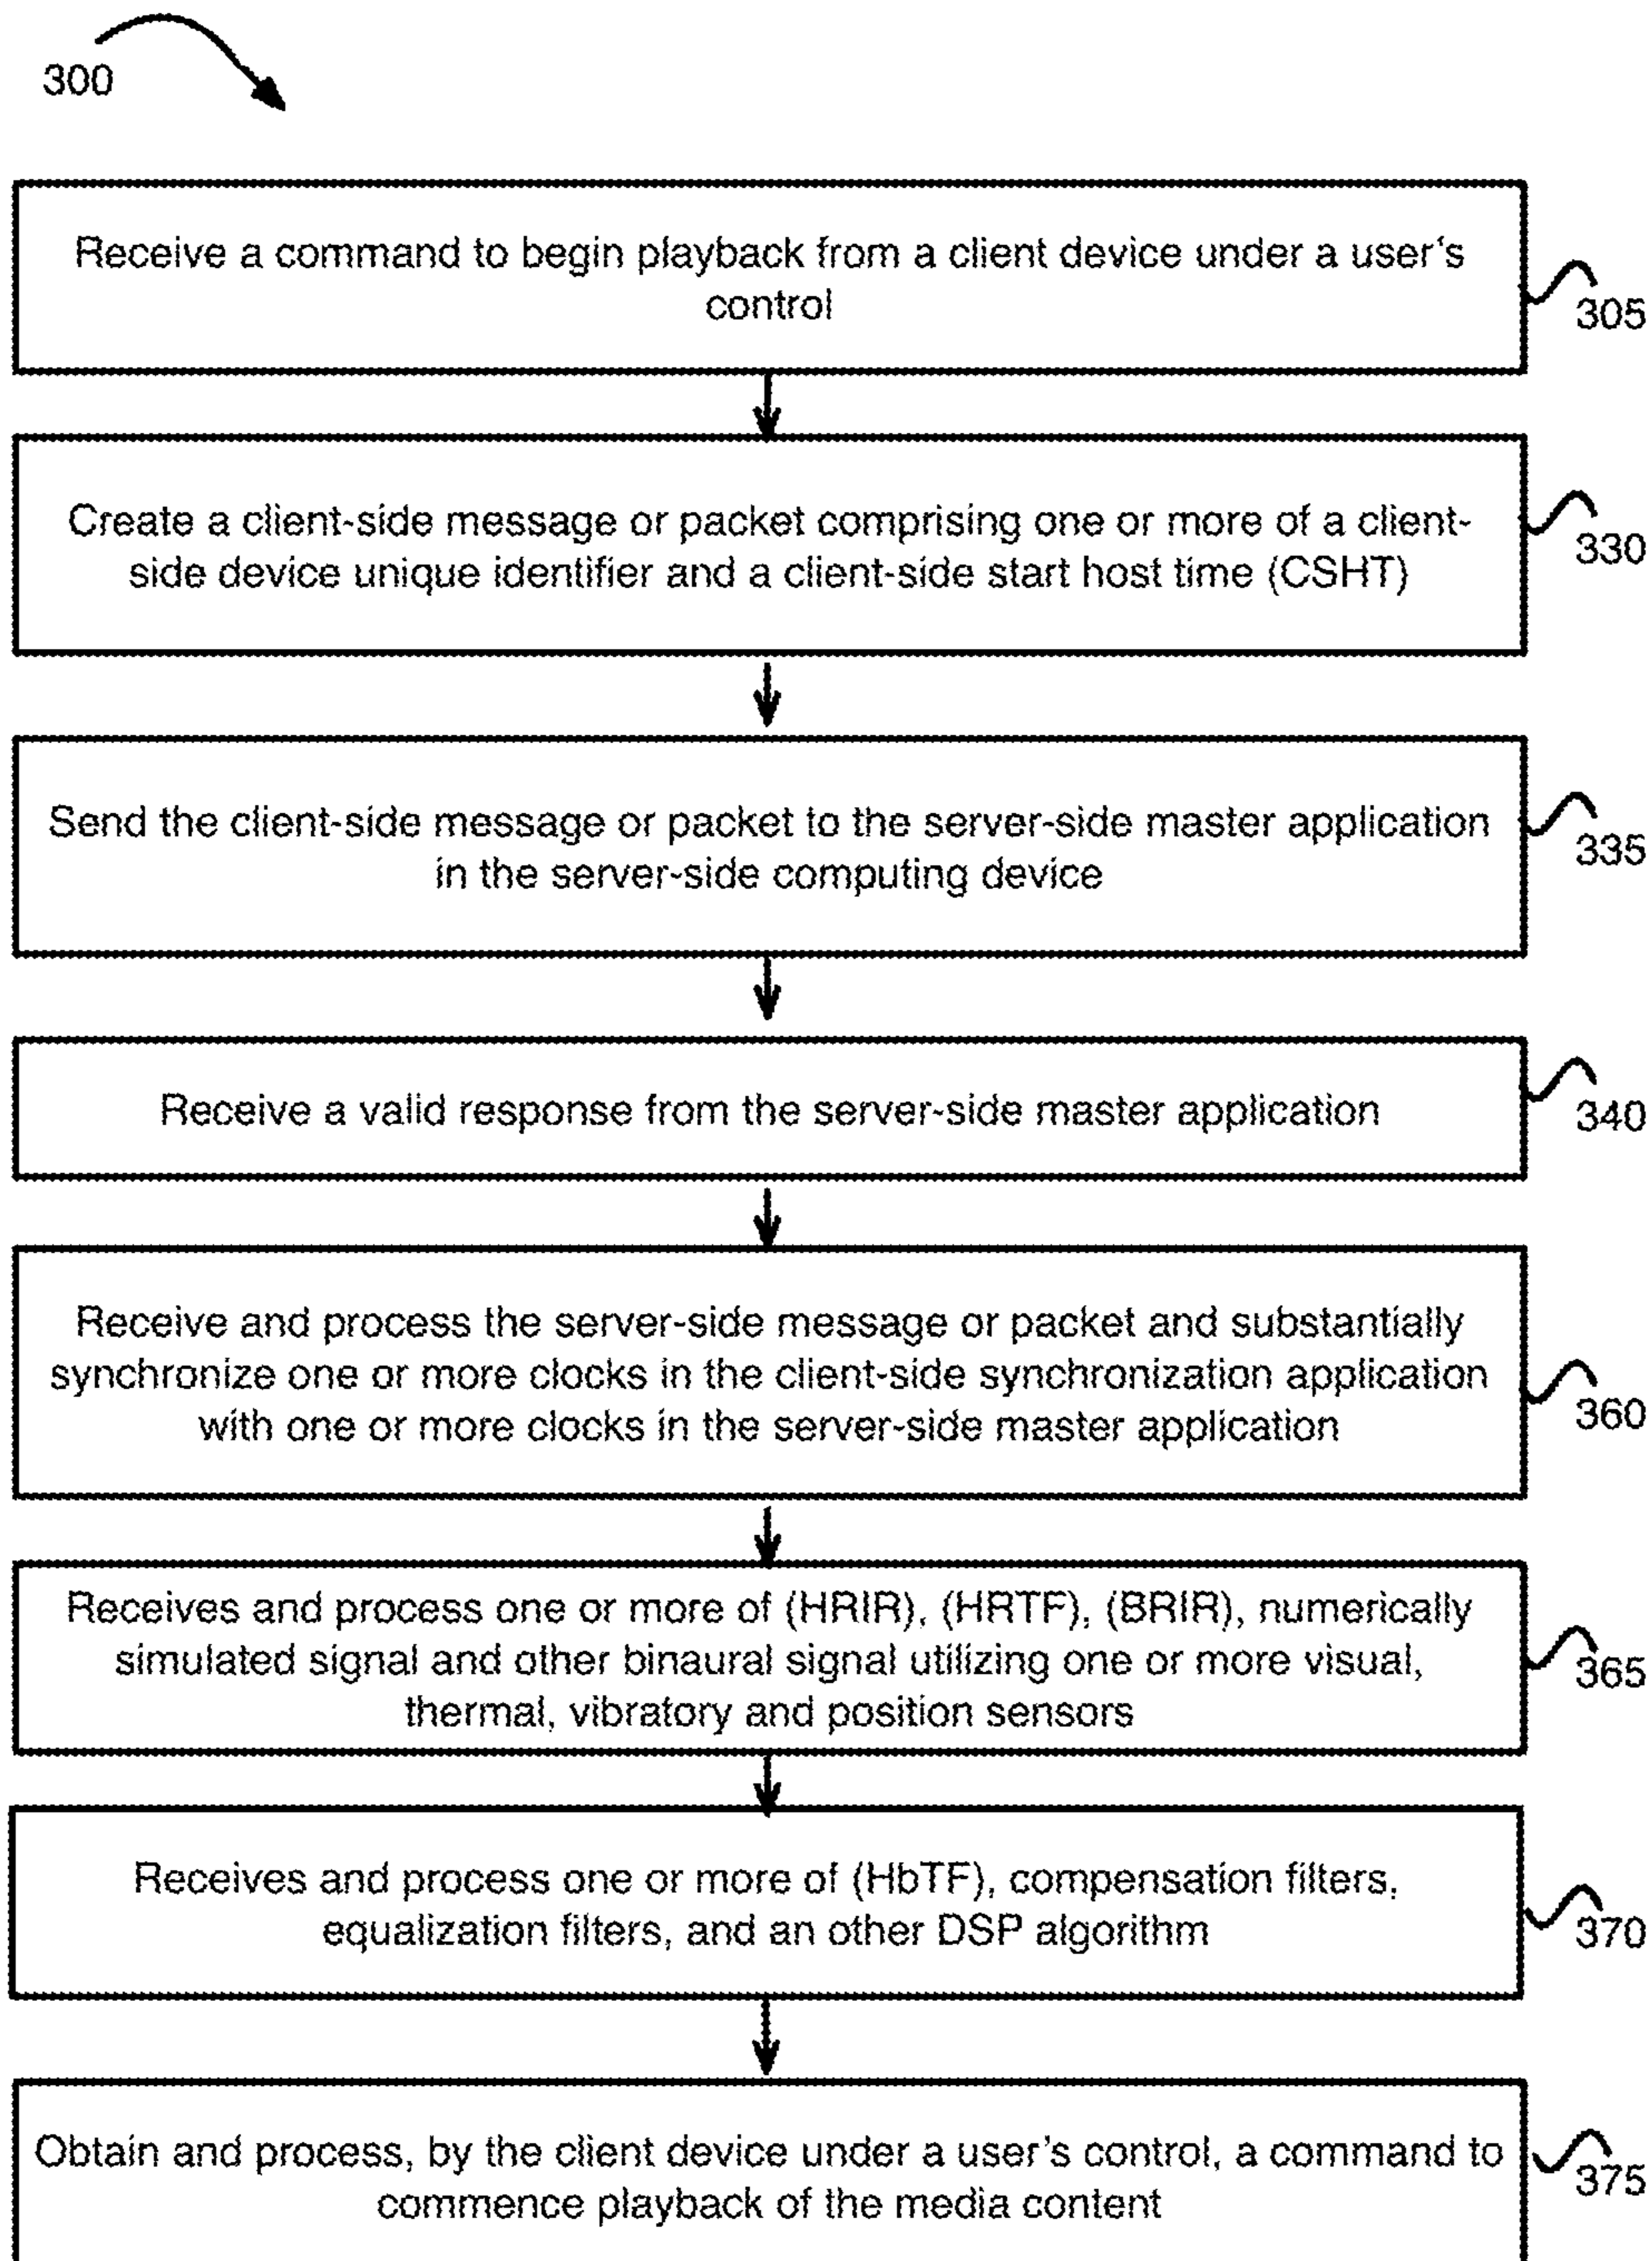 300
Receive a command to begin playback from a client device under a user's
control
305
Create a client-side message or packet comprising one or more of a client-
side device unique identifier and a client-side start host time (CSHT)
330
Send the client-side message or packet to the server-side master application
in the server-side computing device
335
Receive a valid response from the server-side master application
340
Receive and process the server-side message or packet and substantially
synchronize one or more clocks in the client-side synchronization application
with one or more clocks in the server-side master application
360
Receives and process one or more of (HRIR), (HRTF), (BRIR), numerically
simulated signal and other binaural signal utilizing one or more visual,
thermal, vibratory and position sensors
365
Receives and process one or more of (HbTF), compensation filters,
equalization filters, and an other DSP algorithm
370
Obtain and process, by the client device under a user's control, a command to
commence playback of the media content
375